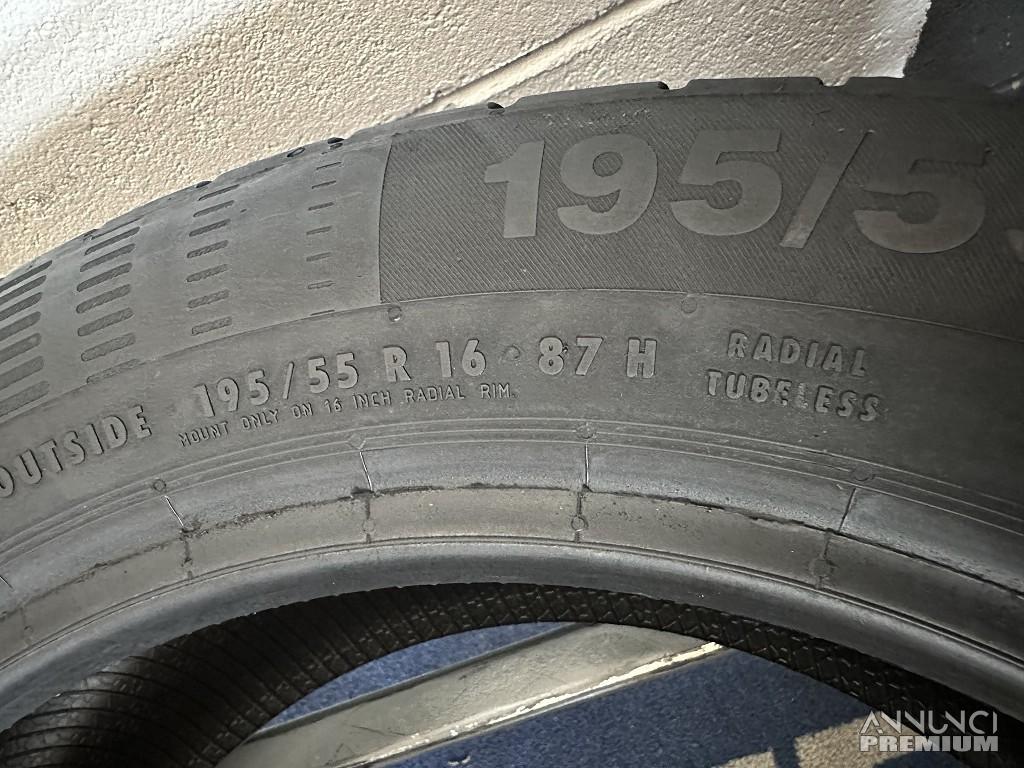 195/5
OUTSIDE 195/55 R 16 87 H
MOUNT ONLY ON 16 INCH RADIAL RIM.
RADIAL
TUBELESS
ANNUNCI
PREMIUM